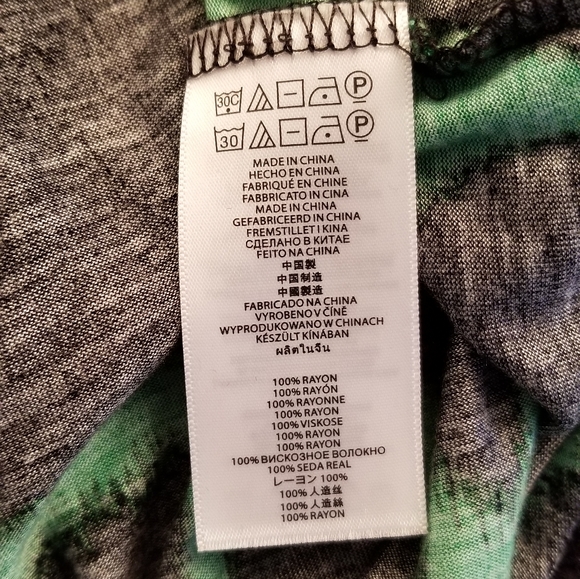 30C P
30 P
MADE IN CHINA
HECHO EN CHINA
FABRIQUÉ EN CHINE
FABBRICATO IN CINA
MADE IN CHINA
GEFABRICEERD IN CHINA
FREMSTILLET I KINA
СДЕЛАНО В КИТАЕ
FEITO NA CHINA
中国製
中国制造
中國製造
FABRICADO NA CHINA
VYROBENO V ČÍNĚ
WYPRODUKOWANO W CHINACH
KÉSZÜLT KÍNÁBAN
ผลิตในจีน
100% RAYON
100% RAYÓN
100% RAYONNE
100% RAYON
100% VISKOSE
100% RAYON
100% RAYON
100% ВИСКОЗНОЕ ВОЛОКНО
100% SEDA REAL
レーヨン 100%
100% 人造丝
100% 人造絲
100% RAYON